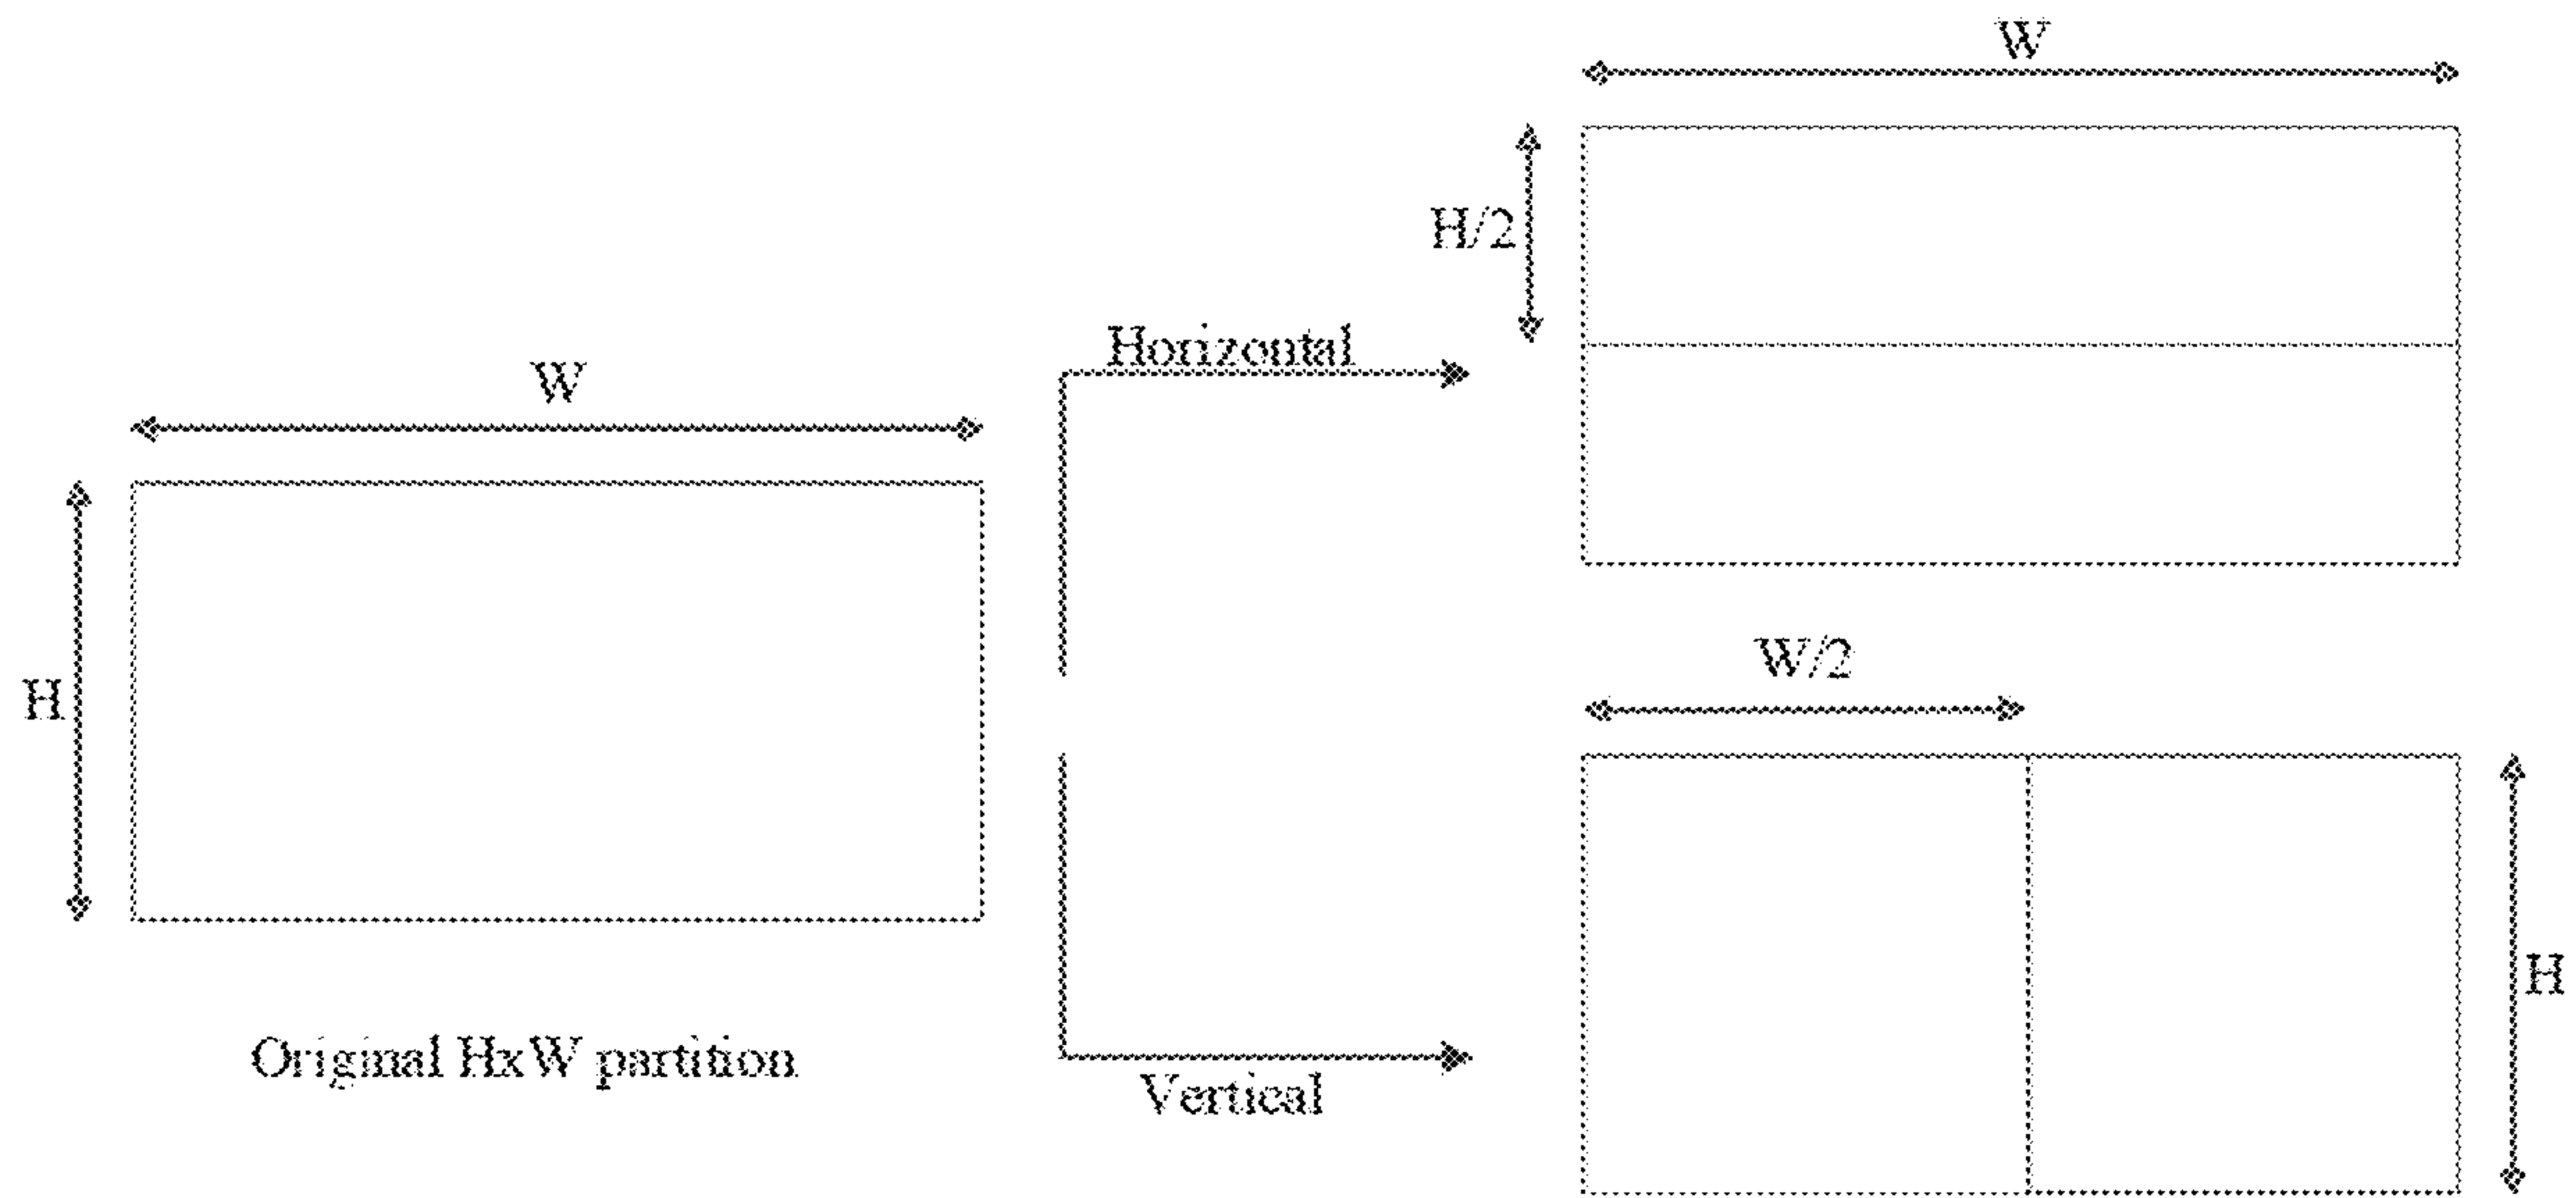 W
H/2
Horizontal
W
H
W/2
H
Original HxW partition
Vertical